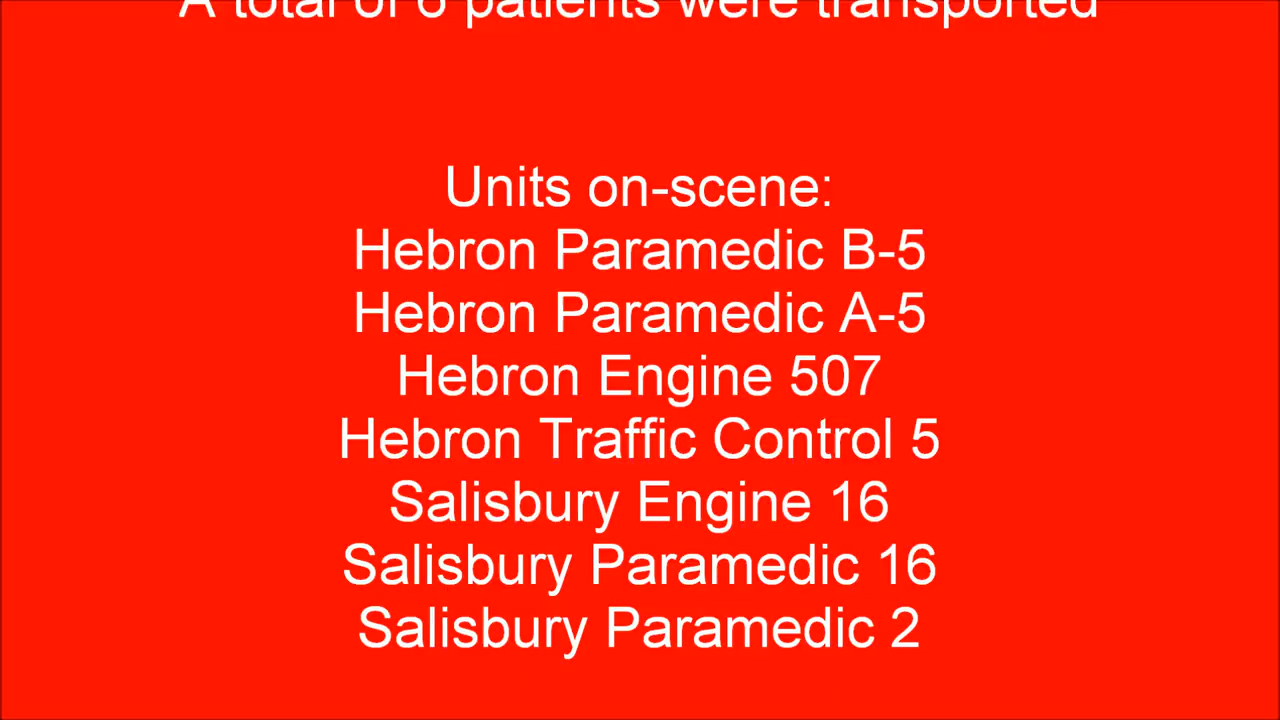 A total of 6 patients were transported
Units on-scene:
Hebron Paramedic B-5
Hebron Paramedic A-5
Hebron Engine 507
Hebron Traffic Control 5
Salisbury Engine 16
Salisbury Paramedic 16
Salisbury Paramedic 2